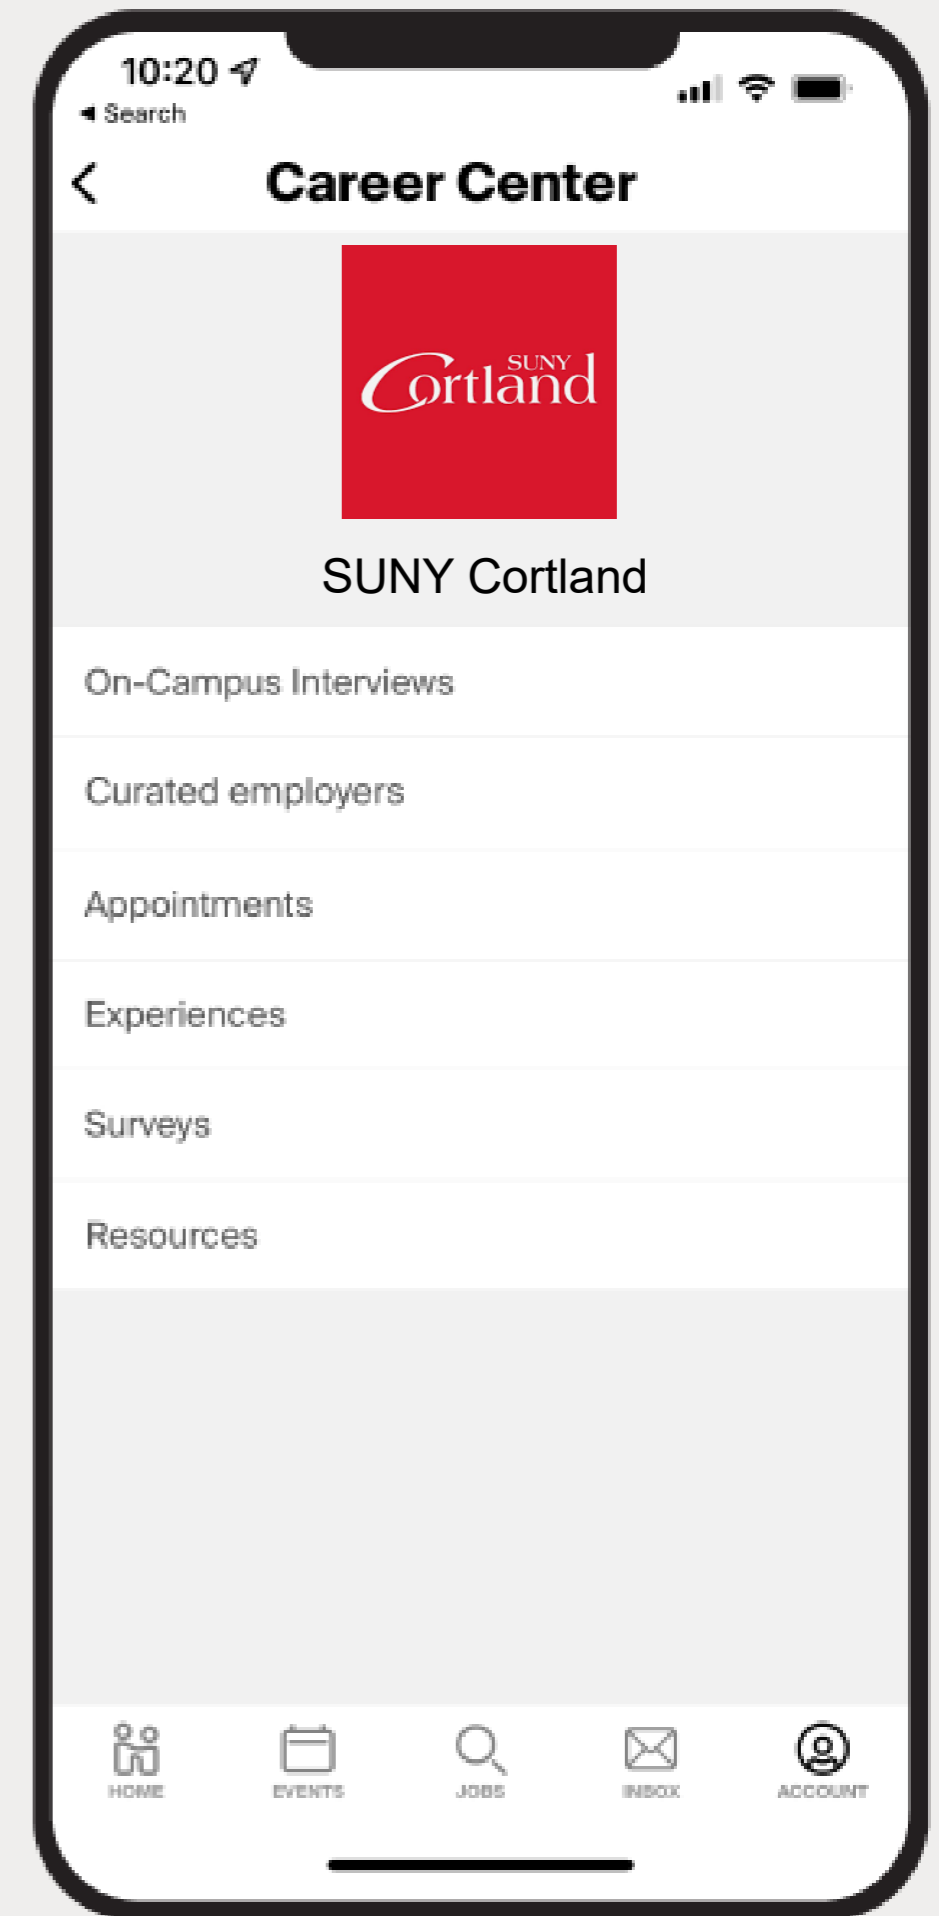 10:20
Search
Career Center
SUNY
Cortland
SUNY Cortland
On-Campus Interviews
Curated employers
Appointments
Experiences
Surveys
Resources
HOME
EVENTS
JOBS
INBOX
ACCOUNT